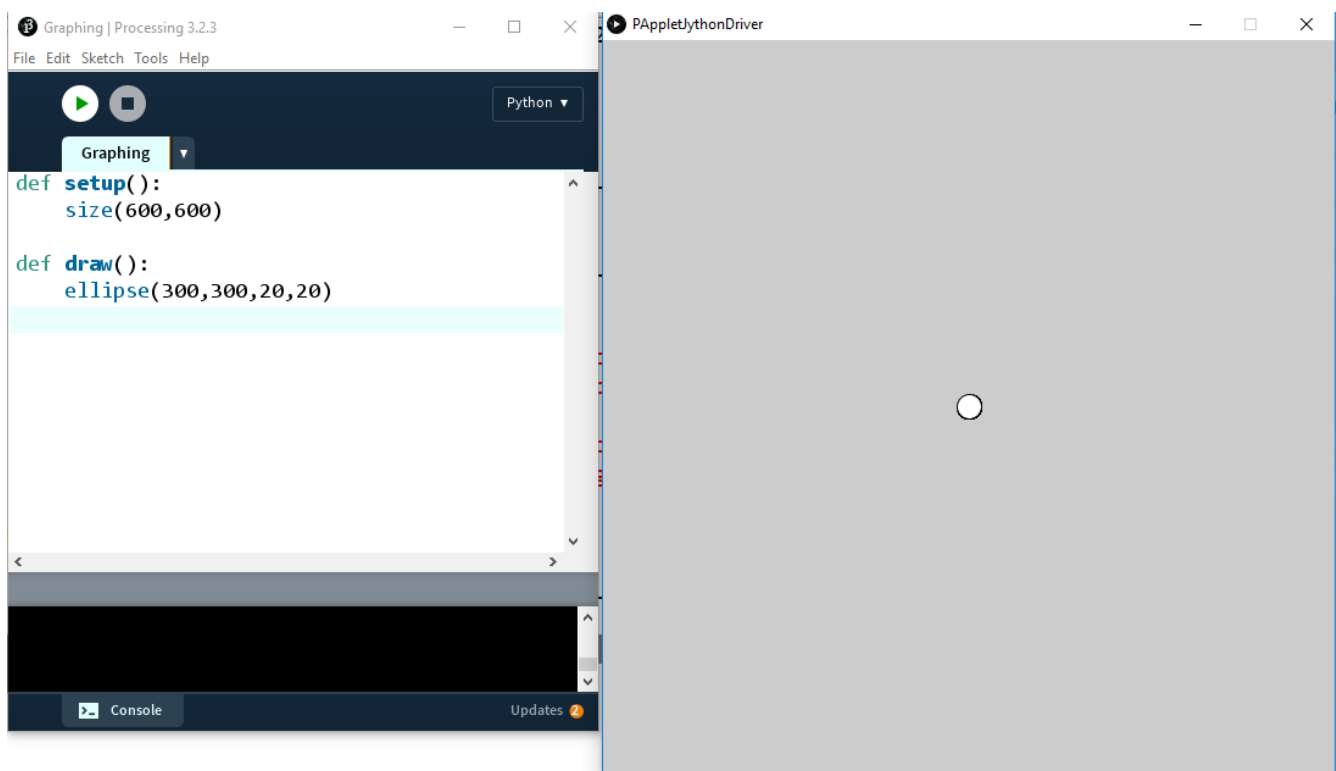 Graphing | Processing 3.2.3
File Edit Sketch Tools Help
Python ▼
Graphing ▼
def setup():
    size(600,600)

def draw():
    ellipse(300,300,20,20)
Console
Updates 2
PAppletJythonDriver